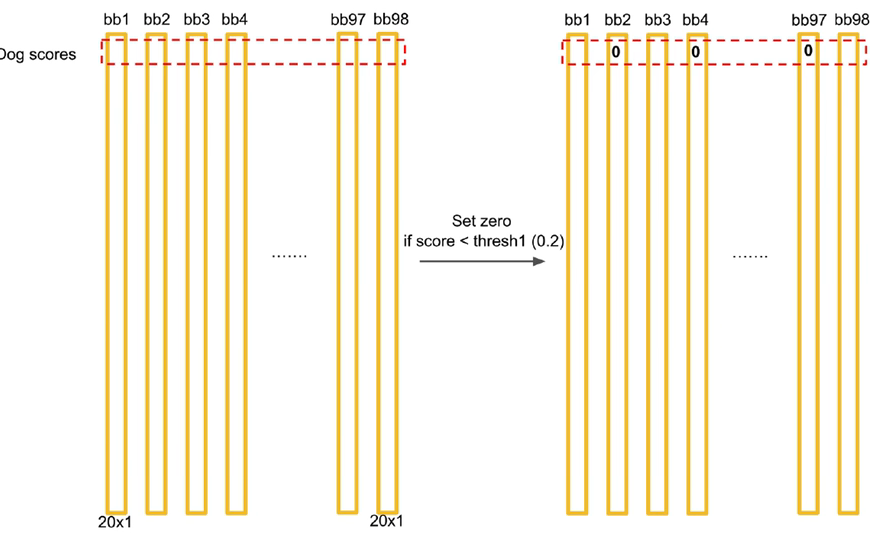 bb1 bb2 bb3 bb4 bb97 bb98 bb1 bb2 bb3 bb4 bb97 bb98
Dog scores 0 0 0
Set zero
if score < thresh1 (0.2)
....... .......
20x1 20x1